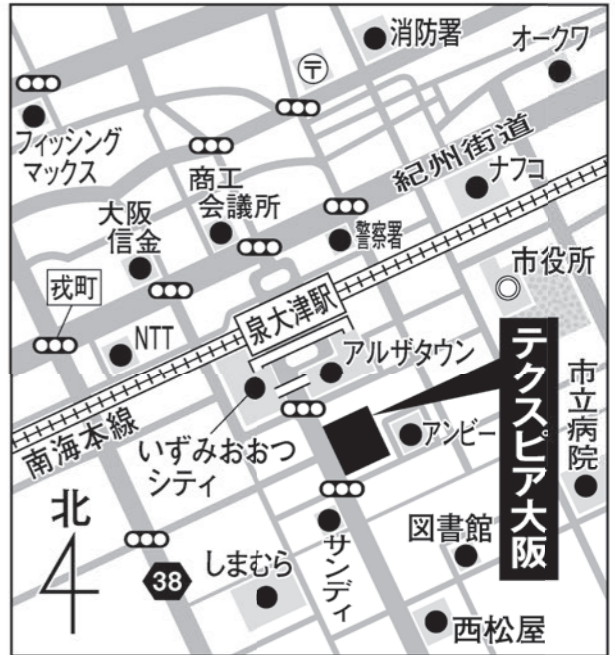 消防署
オークワ
〒
フィッシング
マックス
紀州街道
商工
会議所
ナフコ
大阪
信金
警察署
市役所
戎町
泉大津駅
NTT
アルザタウン
テクスピア大阪
市立病院
南海本線
いずみおおつ
シティ
アンビー
北
図書館
サンディ
38
しまむら
西松屋